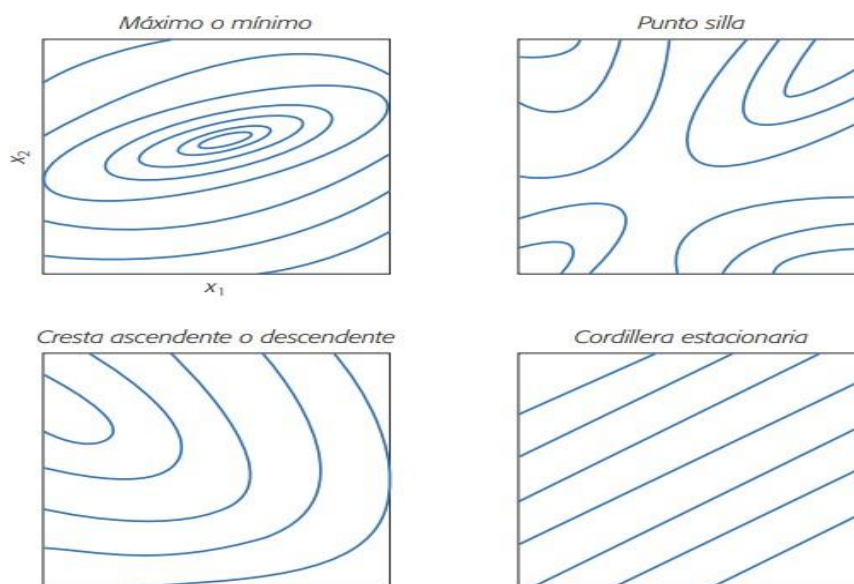 Máximo o mínimo
Punto silla
x₂
x₁
Cresta ascendente o descendente
Cordillera estacionaria